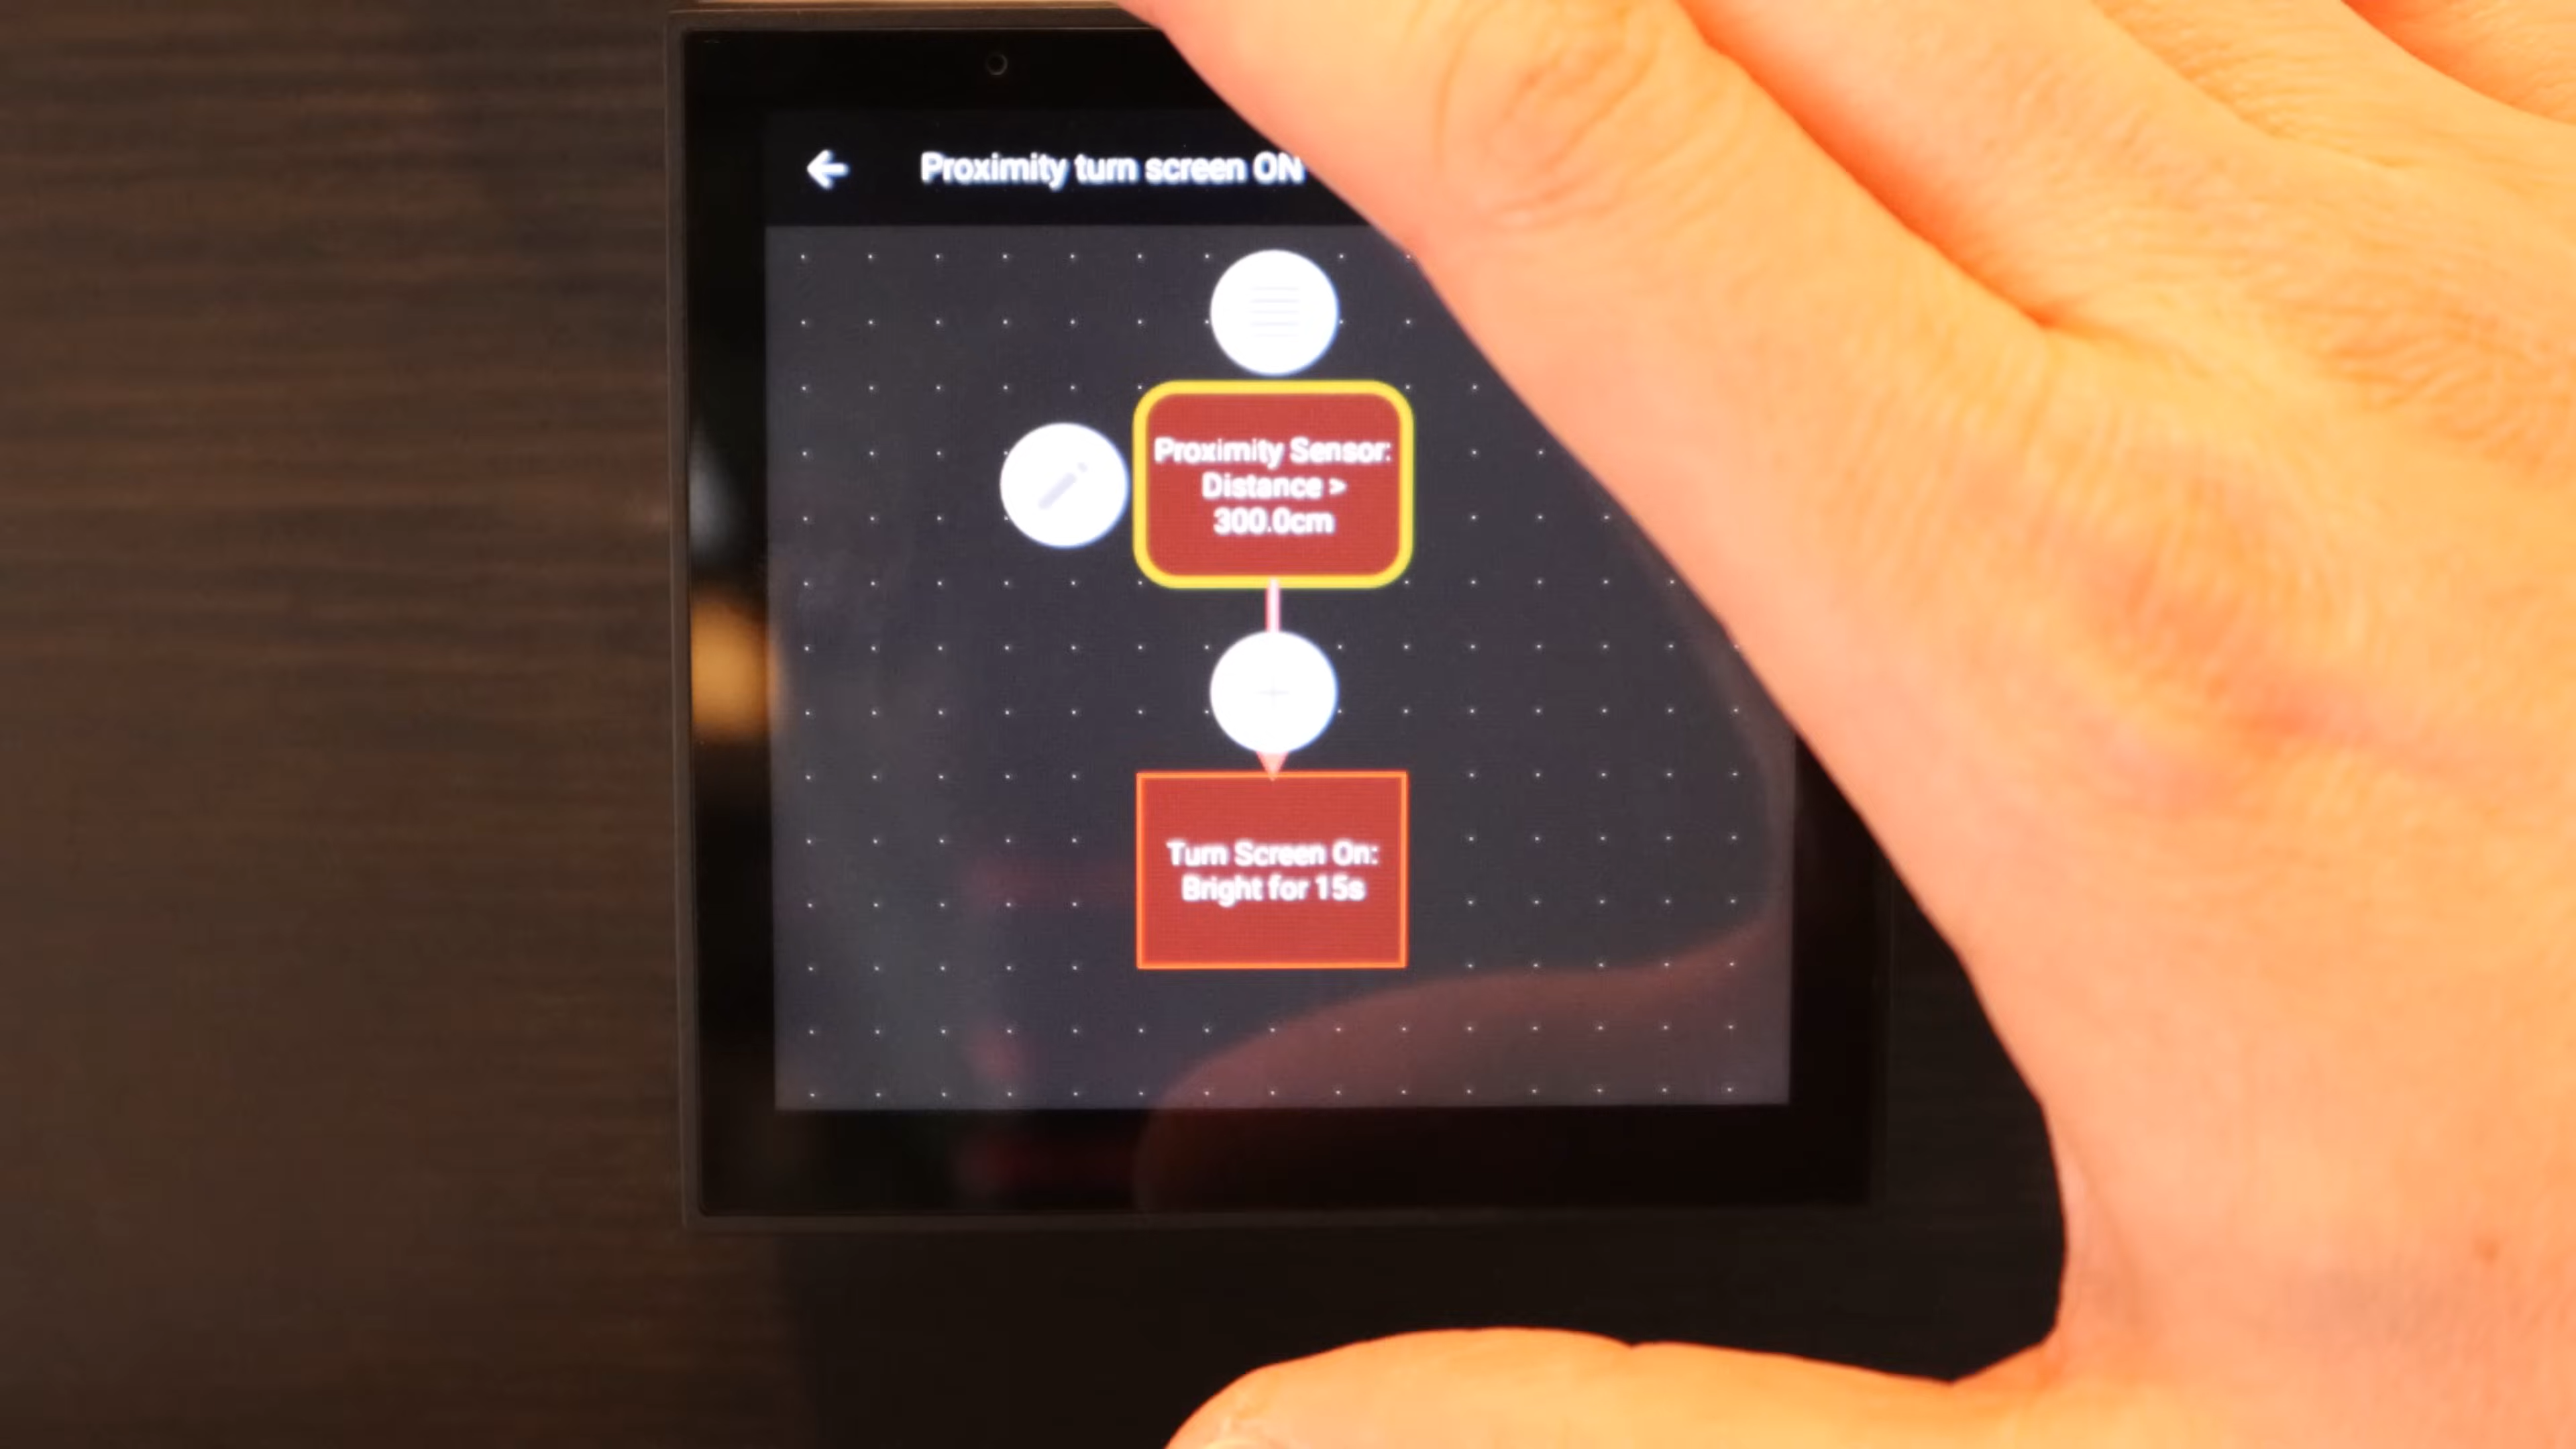 Proximity turn screen ON
Proximity Sensor:
Distance >
300.0cm
Turn Screen On:
Bright for 15s